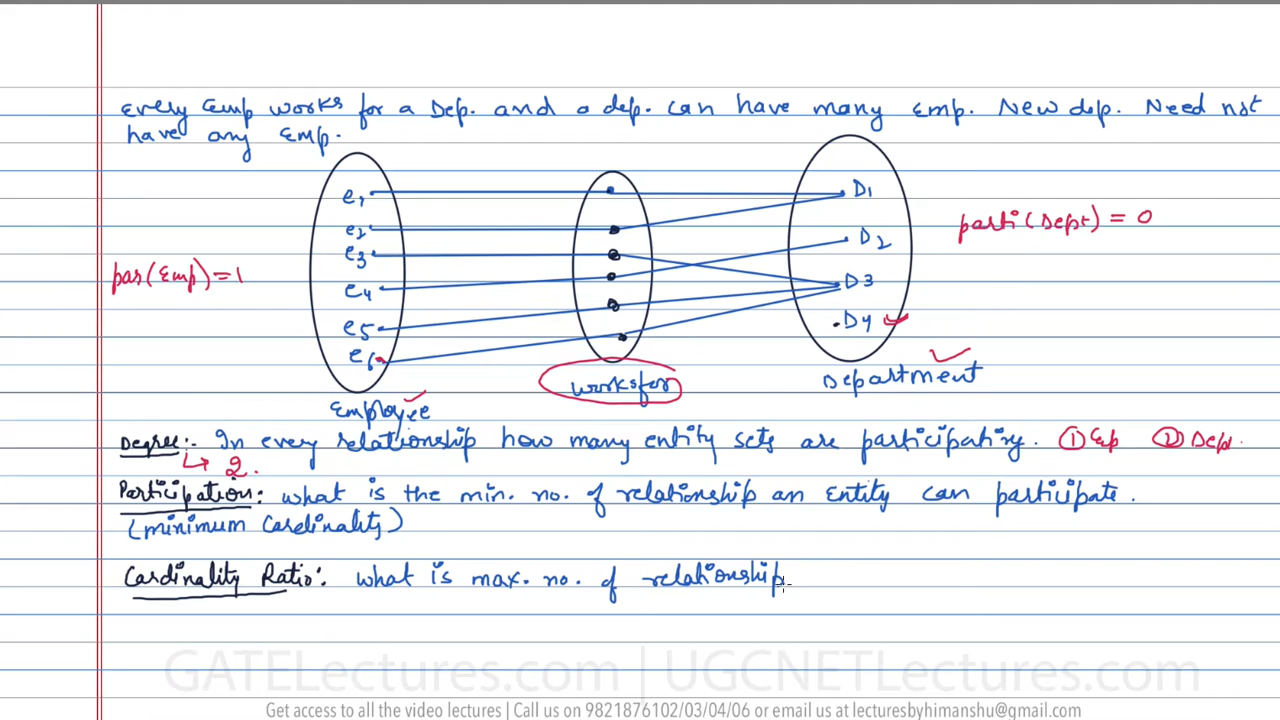 Every Emp works for a Dep. and a dep. can have many Emp. New dep. Need not
have any Emp.
e1
e2
e3
e4
e5
e6
D1
D2
D3
D4
parti(Dept) = 0
par(Emp) = 1
worksfor
Department
Employee
Degree:- In every relationship how many entity sets are participating. ① Emp ② Dept.
↳ 2.
Participation: what is the min. no. of relationship an Entity can participate.
(minimum cardinality)
Cardinality Ratio: what is max. no. of relationship
GATELectures.com | UGCNETLectures.com
Get access to all the video lectures | Call us on 9821876102/03/04/06 or email us at lecturesbyhimanshu@gmail.com